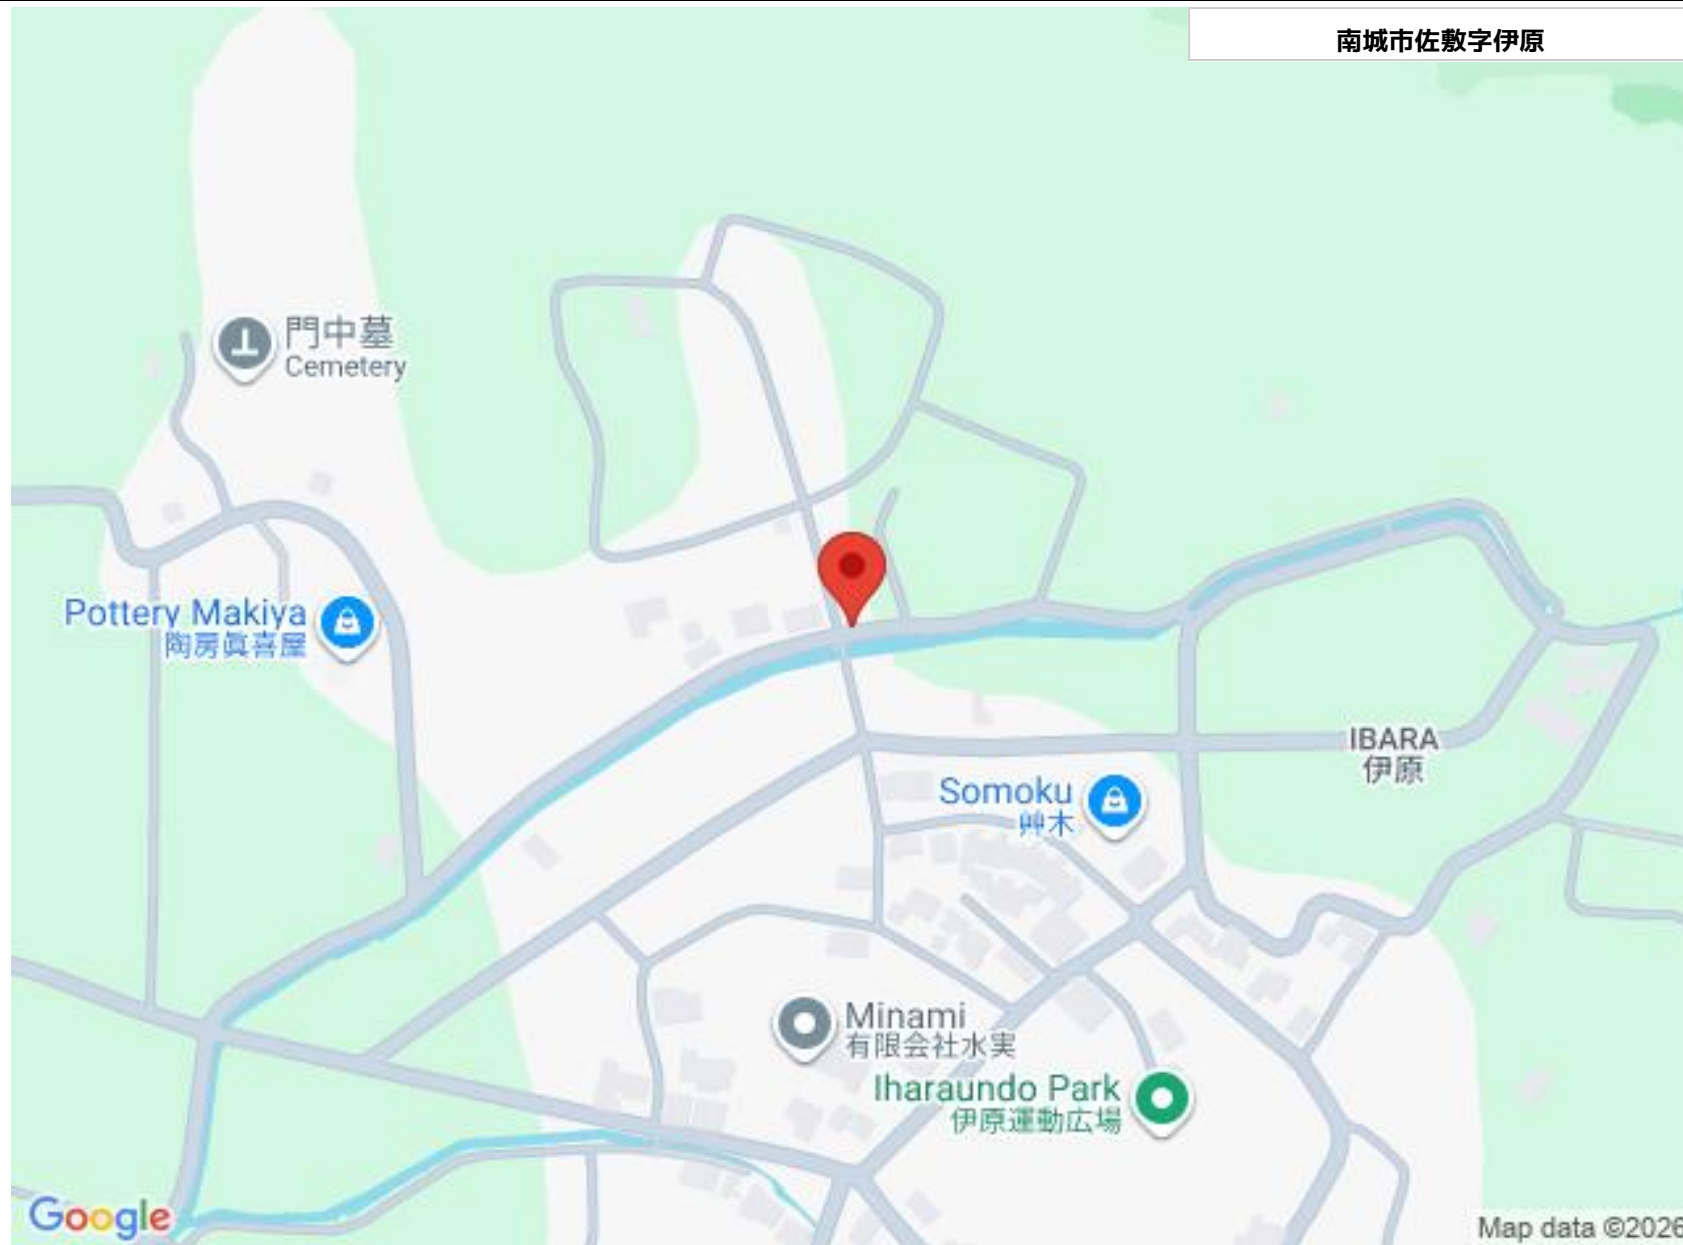 南城市佐敷字伊原
門中墓
Cemetery
Pottery Makiya
陶房眞喜屋
IBARA
伊原
Somoku
艸木
Minami
有限会社水実
Iharaundo Park
伊原運動広場
Google
Map data ©2026